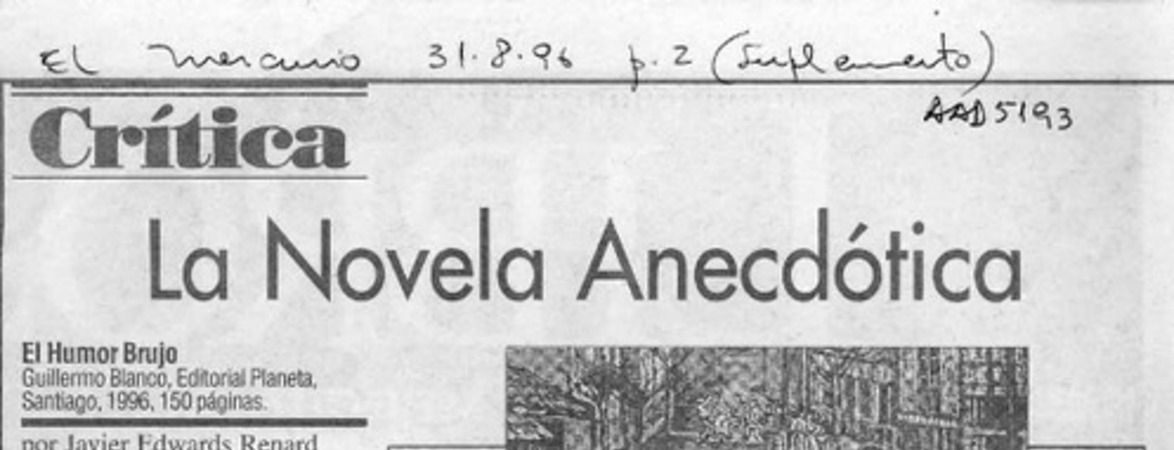 El Mercurio 31.8.96 p.2 (Suplemento)
AAD5193
Crítica
La Novela Anecdótica
El Humor Brujo
Guillermo Blanco, Editorial Planeta,
Santiago, 1996, 150 páginas.
por Javier Edwards Renard